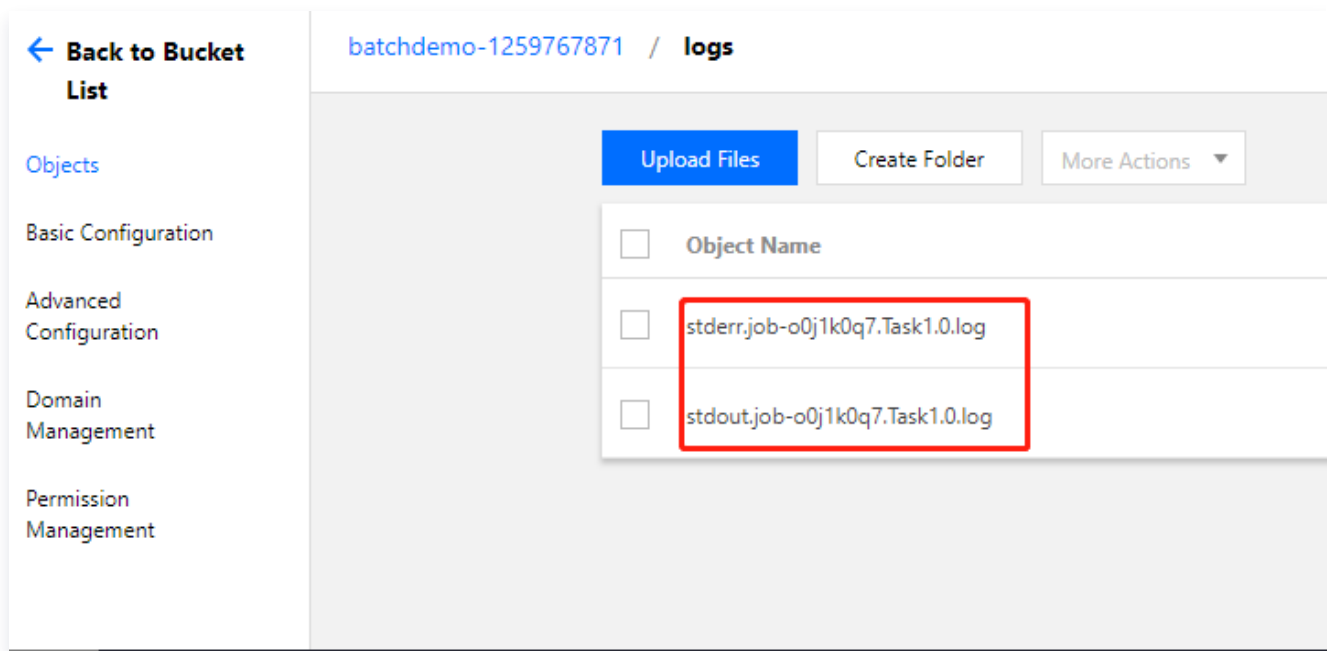 Back to Bucket
List
Objects
Basic Configuration
Advanced
Configuration
Domain
Management
Permission
Management
batchdemo-1259767871 / logs
Upload Files
Create Folder
More Actions
Object Name
stderr.job-o0j1k0q7.Task1.0.log
stdout.job-o0j1k0q7.Task1.0.log